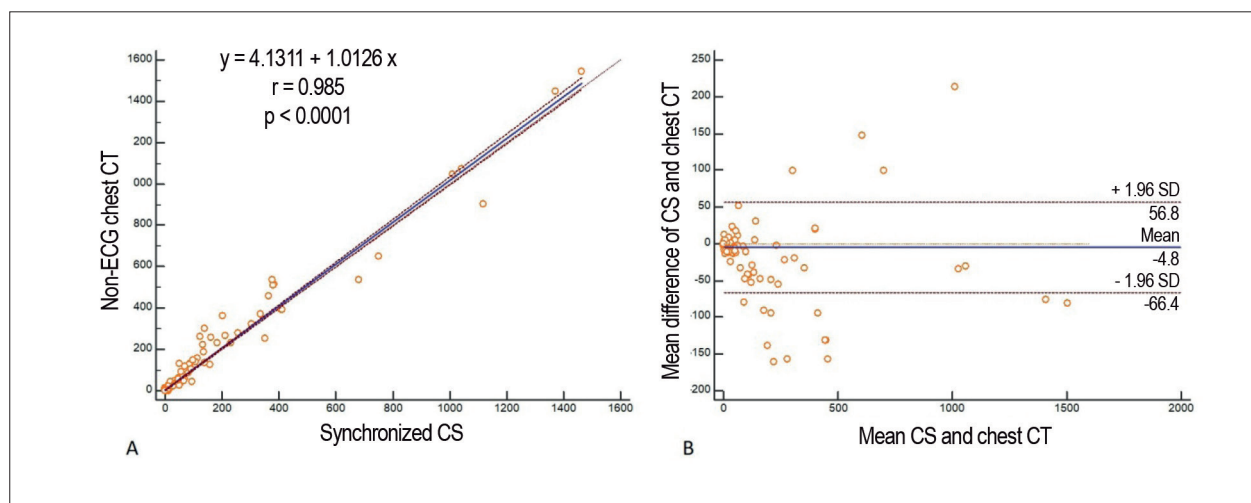 y = 4.1311 + 1.0126 x
r = 0.985
p < 0.0001
1600
1400
800
600
400
200
0
Non-ECG chest CT
0 200 400 600 800 1000 1200 1400 1600
Synchronized CS
A
250
200
150
100
50
0
-50
-100
-150
-200
Mean difference of CS and chest CT
+ 1.96 SD
56.8
Mean
-4.8
- 1.96 SD
-66.4
0 500 1000 1500 2000
Mean CS and chest CT
B